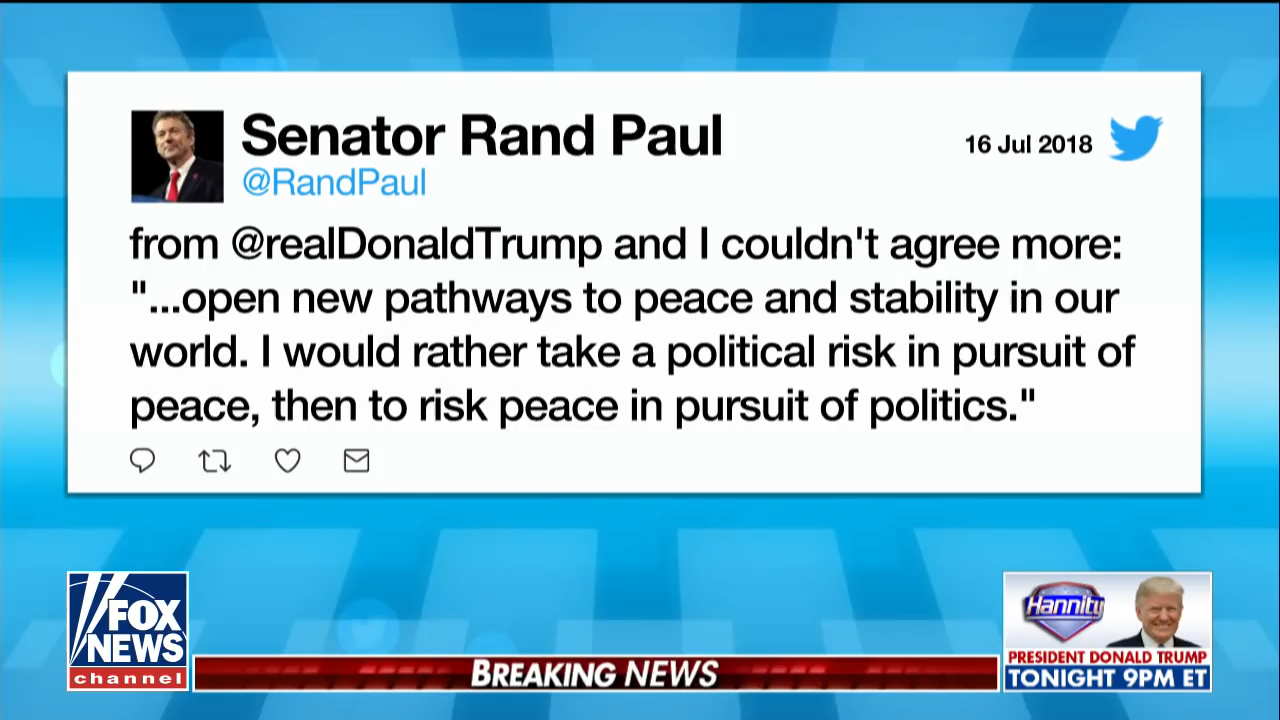 Senator Rand Paul
@RandPaul
16 Jul 2018
from @realDonaldTrump and I couldn't agree more:
"...open new pathways to peace and stability in our
world. I would rather take a political risk in pursuit of
peace, then to risk peace in pursuit of politics."
FOX
NEWS
channel
BREAKING NEWS
Hannity
PRESIDENT DONALD TRUMP
TONIGHT 9PM ET